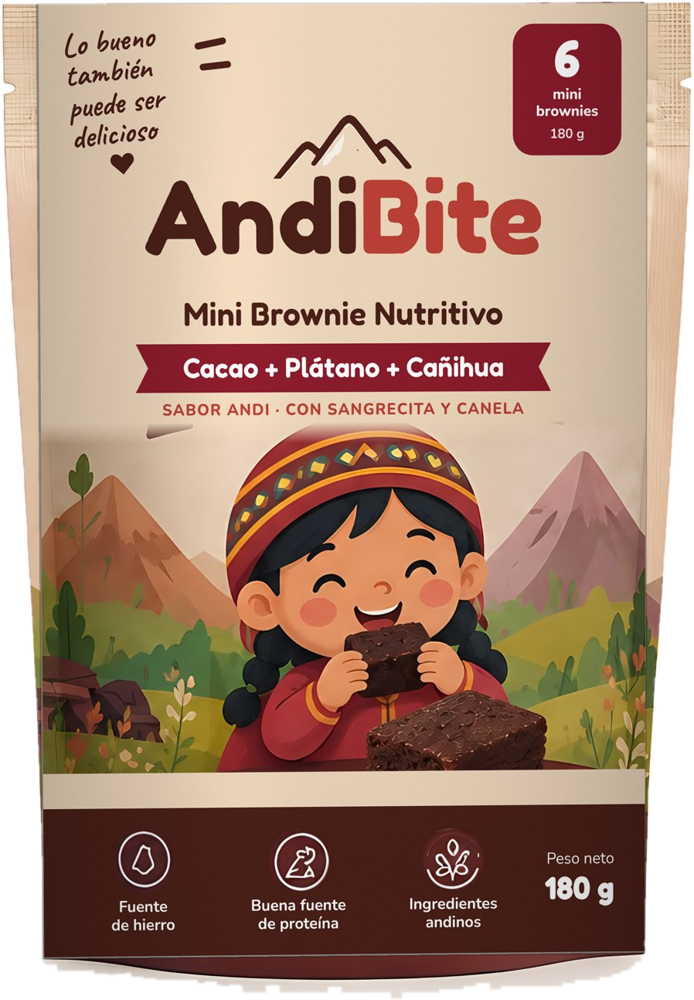 Lo bueno
también
puede ser
delicioso
6
mini
brownies
180 g
AndiBite
Mini Brownie Nutritivo
Cacao + Plátano + Cañihua
SABOR ANDI · CON SANGRECITA Y CANELA
Fuente
de hierro
Buena fuente
de proteína
Ingredientes
andinos
Peso neto
180 g